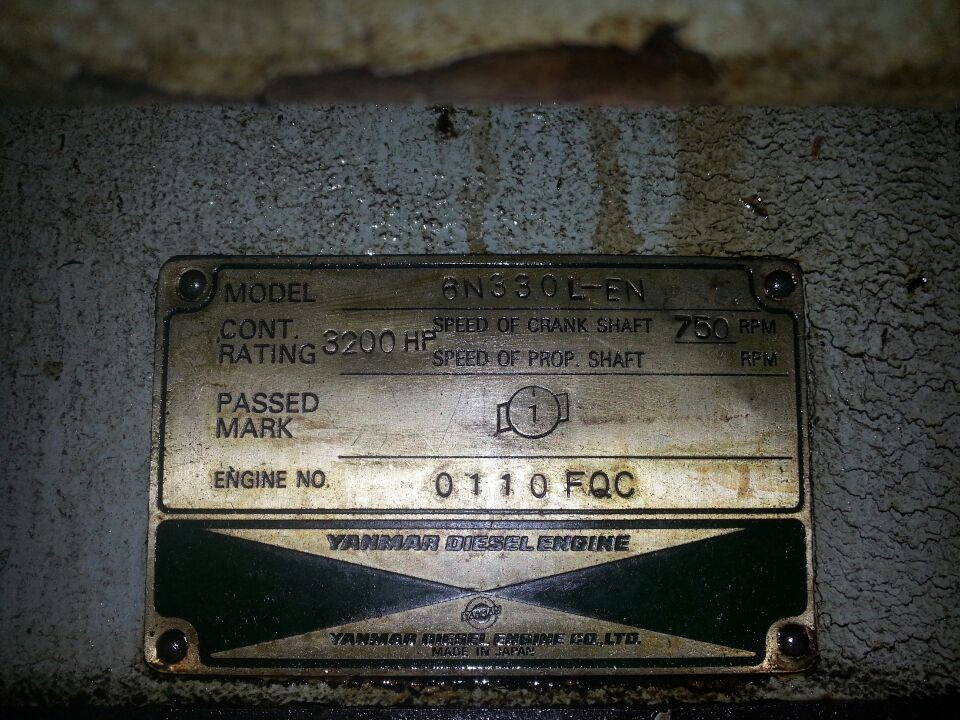 MODEL 6N330L-EN
CONT. RATING 3200 HP SPEED OF CRANK SHAFT 750 RPM
SPEED OF PROP. SHAFT RPM
PASSED MARK 1
ENGINE NO. 0110 FQC
YANMAR DIESEL ENGINE
YANMAR
YANMAR DIESEL ENGINE CO., LTD.
MADE IN JAPAN